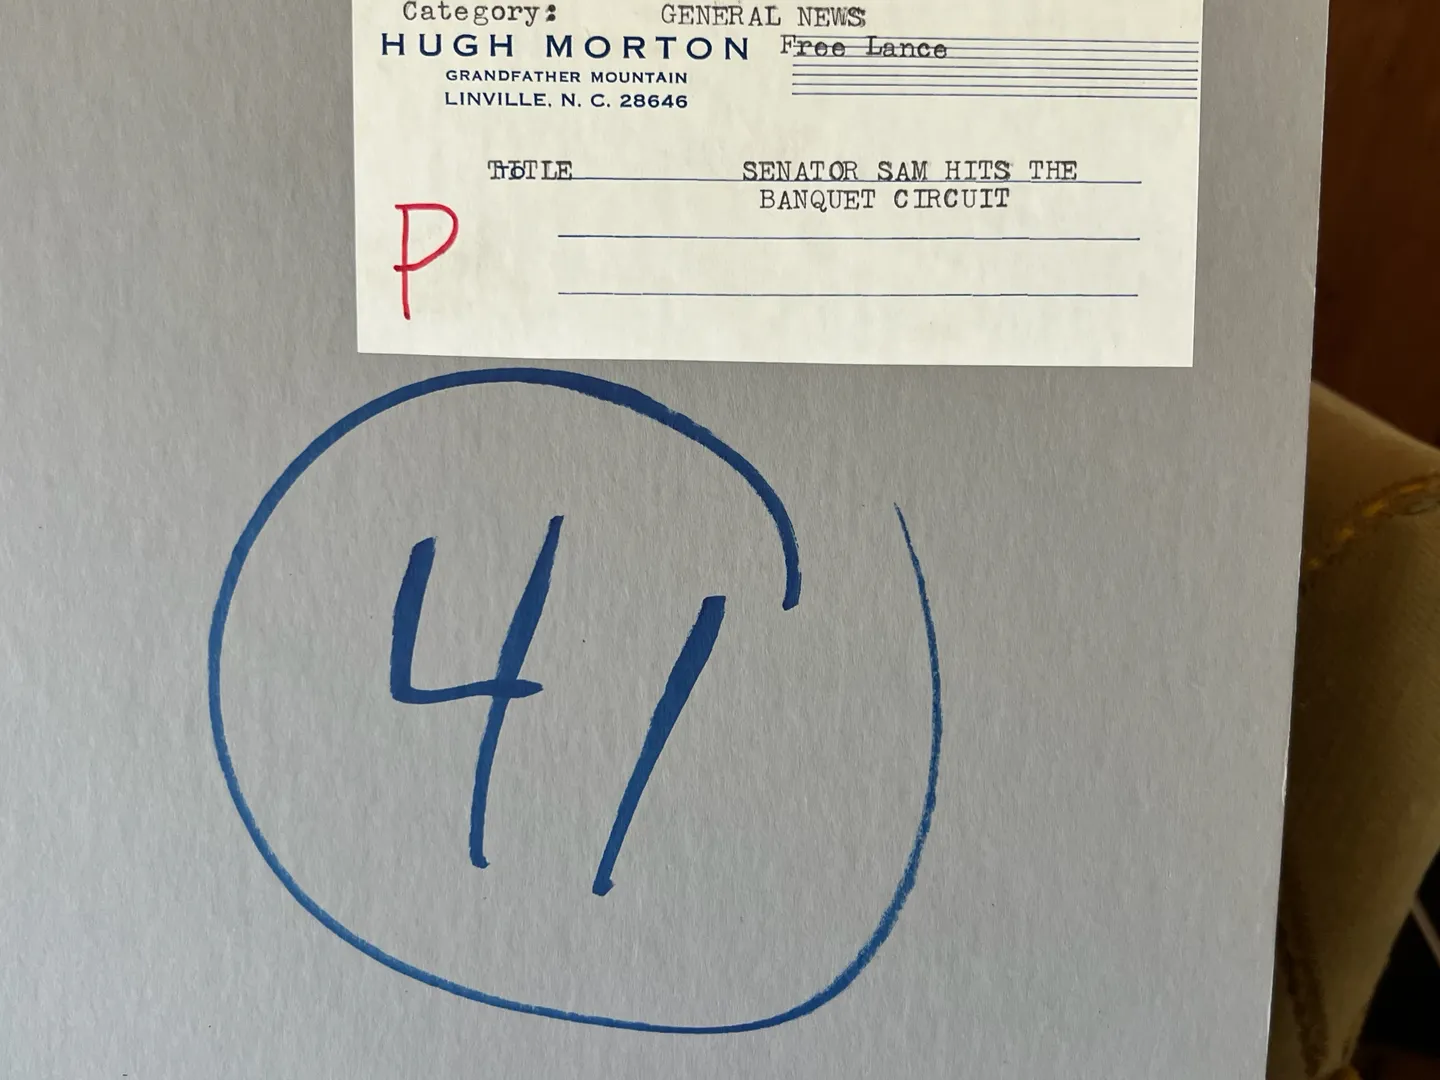 Category: GENERAL NEWS
HUGH MORTON Free Lance
GRANDFATHER MOUNTAIN
LINVILLE, N. C. 28646
TITLE SENATOR SAM HITS THE
BANQUET CIRCUIT
P
41